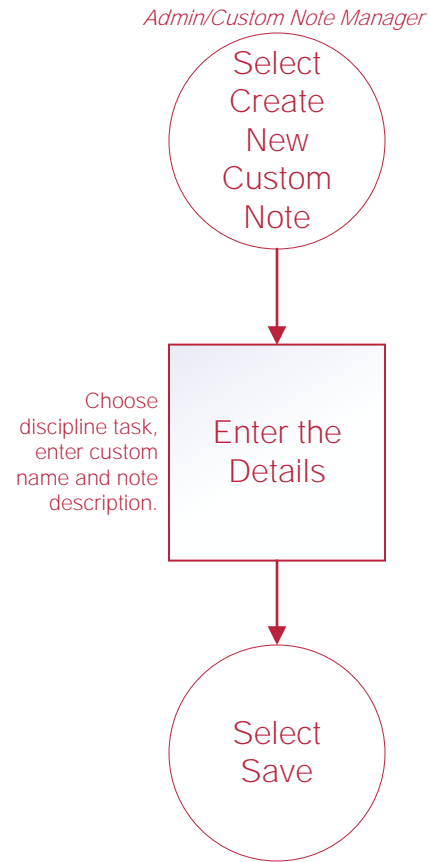 Admin/Custom Note Manager
Select
Create
New
Custom
Note
Choose
discipline task,
enter custom
name and note
description.
Enter the
Details
Select
Save